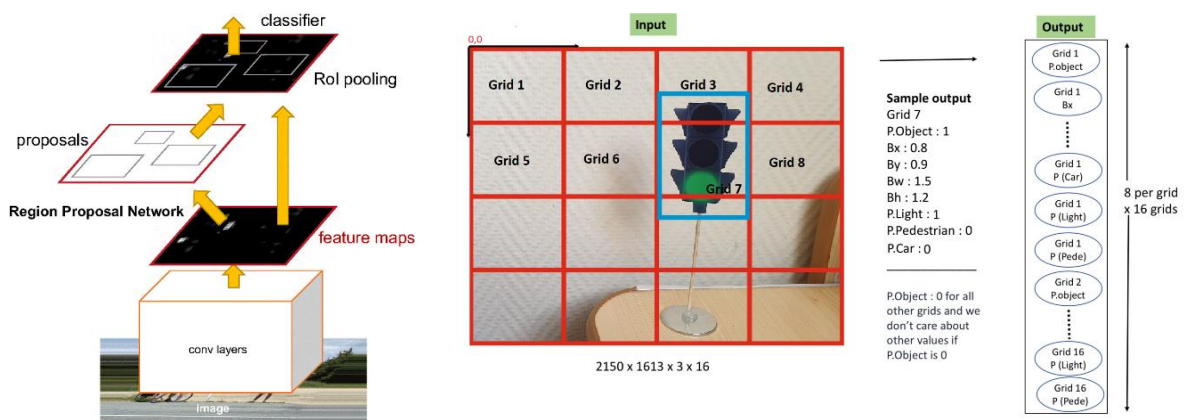 classifier
RoI pooling
proposals
Region Proposal Network
feature maps
conv layers
image
Input
0,0
Grid 1
Grid 2
Grid 3
Grid 4
Grid 5
Grid 6
Grid 7
Grid 8
2150 x 1613 x 3 x 16
Sample output
Grid 7
P.Object : 1
Bx : 0.8
By : 0.9
Bw : 1.5
Bh : 1.2
P.Light : 1
P.Pedestrian : 0
P.Car : 0
P.Object : 0 for all
other grids and we
don't care about
other values if
P.Object is 0
Output
Grid 1
P.object
Grid 1
Bx
Grid 1
P (Car)
Grid 1
P (Light)
Grid 1
P (Pede)
Grid 2
P.object
Grid 16
P (Light)
Grid 16
P (Pede)
8 per grid
x 16 grids